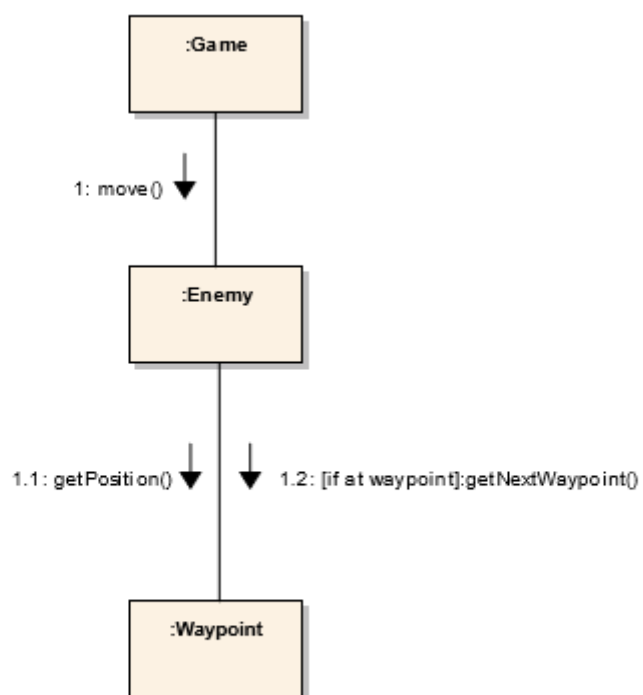 :Game
1: move()
:Enemy
1.1: getPosition()
1.2: [if at waypoint]:getNextWaypoint()
:Waypoint